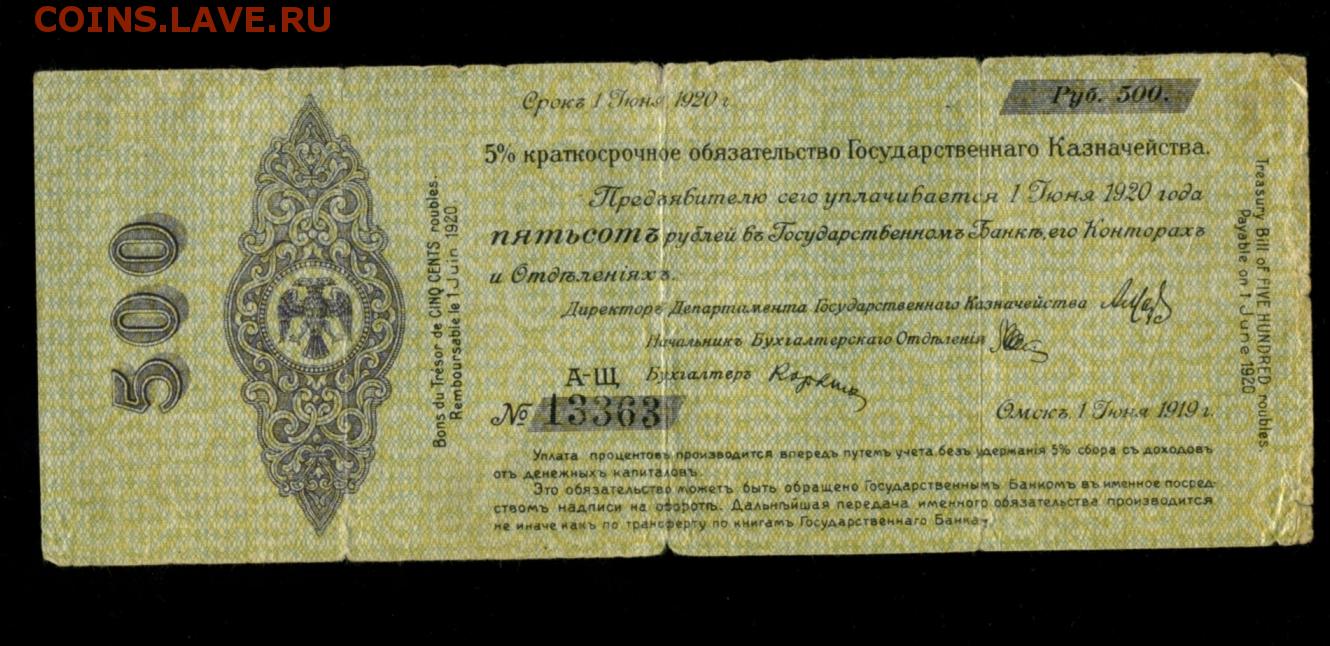 COINS.LAVE.RU
500
Bons du Trésor de CINQ CENTS roubles.
Remboursable le 1 Juin 1920
Срокъ 1 Іюня 1920 г.
Руб. 500.
5% краткосрочное обязательство Государственнаго Казначейства.
Предъявителю сего уплачивается 1 Іюня 1920 года
пятьсотъ рублей въ Государственномъ Банкѣ, его Конторахъ
и Отдѣленіяхъ.
Директоръ Департамента Государственнаго Казначейства
Начальникъ Бухгалтерскаго Отдѣленія
А-Щ Бухгалтеръ
№ 13363
Омскъ, 1 Іюня 1919 г.
Уплата процентовъ производится впередъ путем учета, безъ удержанія 5% сбора съ доходовъ
отъ денежныхъ капиталовъ.
Это обязательство можетъ быть обращено Государственнымъ Банкомъ въ именное посред-
ствомъ надписи на оборотѣ. Дальнѣйшая передача именного обязательства производится
не иначе какъ по трансферту по книгамъ Государственнаго Банка.
Treasury Bill of FIVE HUNDRED roubles.
Payable on 1 June 1920